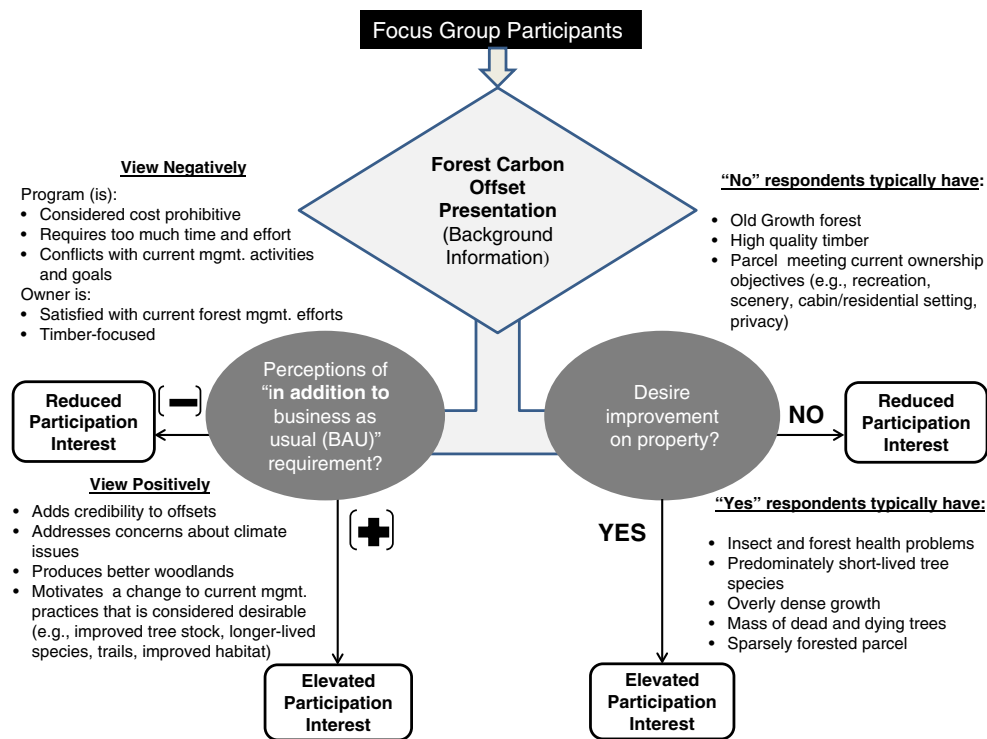 Focus Group Participants
Forest Carbon
Offset
Presentation
(Background
Information)
View Negatively
Program (is):
• Considered cost prohibitive
• Requires too much time and effort
• Conflicts with current mgmt. activities
and goals
Owner is:
• Satisfied with current forest mgmt. efforts
• Timber-focused
"No" respondents typically have:
• Old Growth forest
• High quality timber
• Parcel meeting current ownership
objectives (e.g., recreation,
scenery, cabin/residential setting,
privacy)
Reduced
Participation
Interest
(−)
Perceptions of
"in addition to
business as
usual (BAU)"
requirement?
Desire
improvement
on property?
NO
Reduced
Participation
Interest
View Positively
• Adds credibility to offsets
• Addresses concerns about climate
issues
• Produces better woodlands
• Motivates a change to current mgmt.
practices that is considered desirable
(e.g., improved tree stock, longer-lived
species, trails, improved habitat)
(+)
YES
"Yes" respondents typically have:
• Insect and forest health problems
• Predominately short-lived tree
species
• Overly dense growth
• Mass of dead and dying trees
• Sparsely forested parcel
Elevated
Participation
Interest
Elevated
Participation
Interest